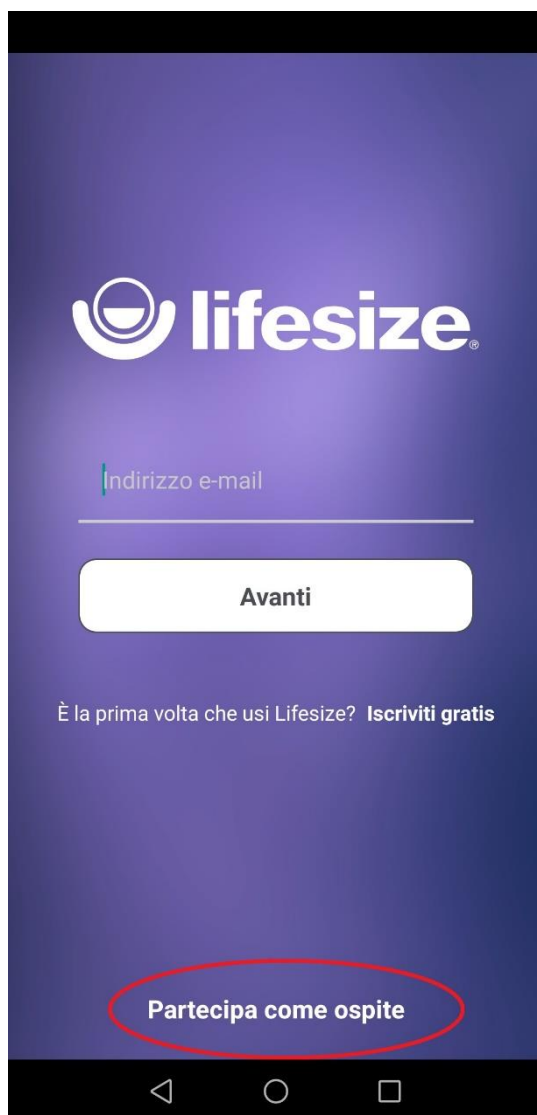 lifesize®
Indirizzo e-mail
Avanti
È la prima volta che usi Lifesize? Iscriviti gratis
Partecipa come ospite